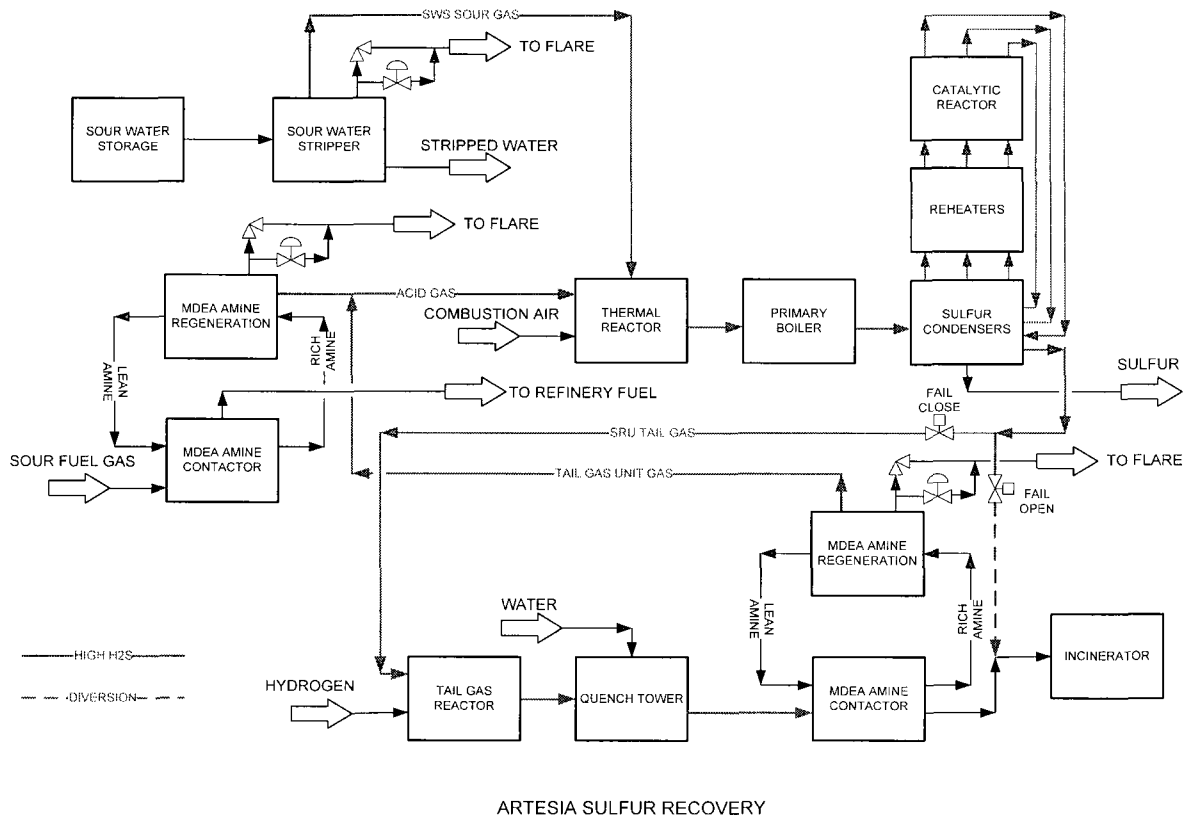 SWS SOUR GAS
TO FLARE
SOUR WATER
STORAGE
SOUR WATER
STRIPPER
STRIPPED WATER
CATALYTIC
REACTOR
REHEATERS
TO FLARE
MDEA AMINE
REGENERATION
ACID GAS
COMBUSTION AIR
THERMAL
REACTOR
PRIMARY
BOILER
SULFUR
CONDENSERS
LEAN
AMINE
RICH
AMINE
TO REFINERY FUEL
SULFUR
FAIL
CLOSE
SOUR FUEL GAS
MDEA AMINE
CONTACTOR
SRU TAIL GAS
TAIL GAS UNIT GAS
TO FLARE
FAIL
OPEN
MDEA AMINE
REGENERATION
LEAN
AMINE
RICH
AMINE
WATER
HIGH H2S
DIVERSION
HYDROGEN
TAIL GAS
REACTOR
QUENCH TOWER
MDEA AMINE
CONTACTOR
INCINERATOR
ARTESIA SULFUR RECOVERY